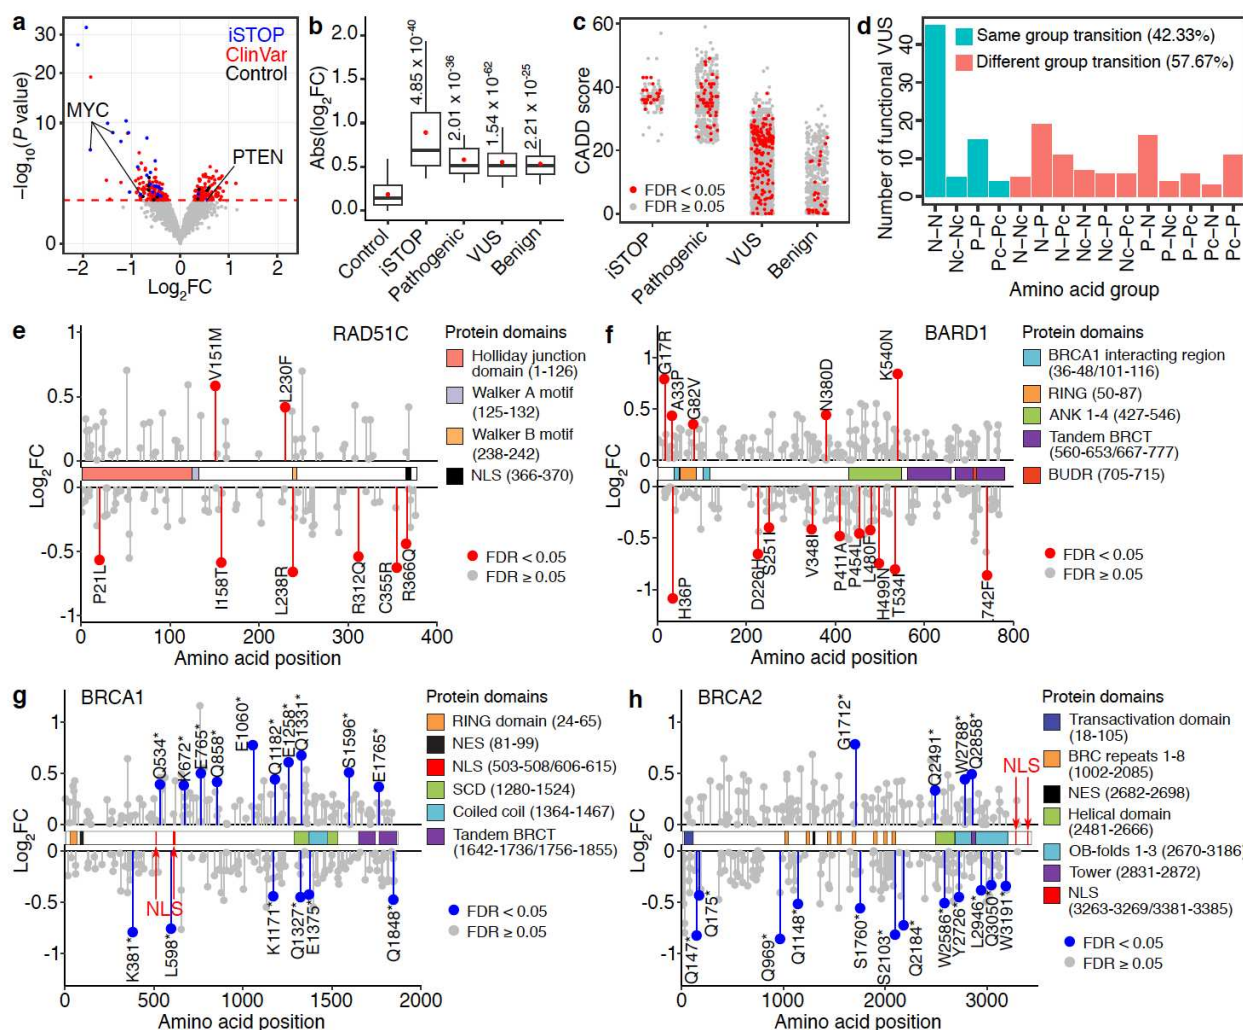 a
iSTOP
ClinVar
Control
MYC
PTEN
−log10(P value)
30
20
10
0
−2
−1
0
1
2
Log2FC
b
Abs(log2FC)
2.0
1.5
1.0
0.5
0.0
4.85 x 10-40
2.01 x 10-36
1.54 x 10-62
2.21 x 10-25
Control
iSTOP
Pathogenic
VUS
Benign
c
CADD score
60
40
20
0
FDR < 0.05
FDR ≥ 0.05
iSTOP
Pathogenic
VUS
Benign
d
Number of functional VUS
50
40
30
20
10
0
Same group transition (42.33%)
Different group transition (57.67%)
N−N
Nc−Nc
P−P
Pc−Pc
N−Nc
N−P
N−Pc
Nc−N
Nc−P
Nc−Pc
P−N
P−Nc
P−Pc
Pc−N
Pc−P
Amino acid group
e
RAD51C
Log2FC
1
0.5
0
0
-0.5
-1
V151M
L230F
P21L
I158T
L238R
R312Q
C355R
R366Q
0
100
200
300
400
Amino acid position
Protein domains
Holliday junction
domain (1-126)
Walker A motif
(125-132)
Walker B motif
(238-242)
NLS (366-370)
FDR < 0.05
FDR ≥ 0.05
f
BARD1
Log2FC
1
0.5
0
0
-0.5
-1
G17R
A33P
G82V
N380D
K540N
H36P
D226H
S251K
V348I
P411A
P454L
L480F
H499N
T534I
742F
0
200
400
600
800
Amino acid position
Protein domains
BRCA1 interacting region
(36-48/101-116)
RING (50-87)
ANK 1-4 (427-546)
Tandem BRCT
(560-653/667-777)
BUDR (705-715)
FDR < 0.05
FDR ≥ 0.05
g
BRCA1
Log2FC
1
0.5
0
0
-0.5
-1
Q534*
K672*
E765*
Q858*
E1060*
Q1182*
E1258*
Q1331*
S1596*
E1765*
K381*
L598*
NLS
K1171*
Q1327*
E1375*
Q1848*
0
500
1000
1500
2000
Amino acid position
Protein domains
RING domain (24-65)
NES (81-99)
NLS (503-508/606-615)
SCD (1280-1524)
Coiled coil (1364-1467)
Tandem BRCT
(1642-1736/1756-1855)
FDR < 0.05
FDR ≥ 0.05
h
BRCA2
Log2FC
1
0.5
0
0
-0.5
-1
G1712*
Q2491*
W2788*
Q2858*
NLS
Q147*
Q175*
Q969*
Q1148*
S1760*
S2103*
Q2184*
W2586*
Y2726*
L2946*
Q3050*
W3191*
0
1000
2000
3000
Amino acid position
Protein domains
Transactivation domain
(18-105)
BRC repeats 1-8
(1002-2085)
NES (2682-2698)
Helical domain
(2481-2666)
OB-folds 1-3 (2670-3186)
Tower (2831-2872)
NLS
(3263-3269/3381-3385)
FDR < 0.05
FDR ≥ 0.05